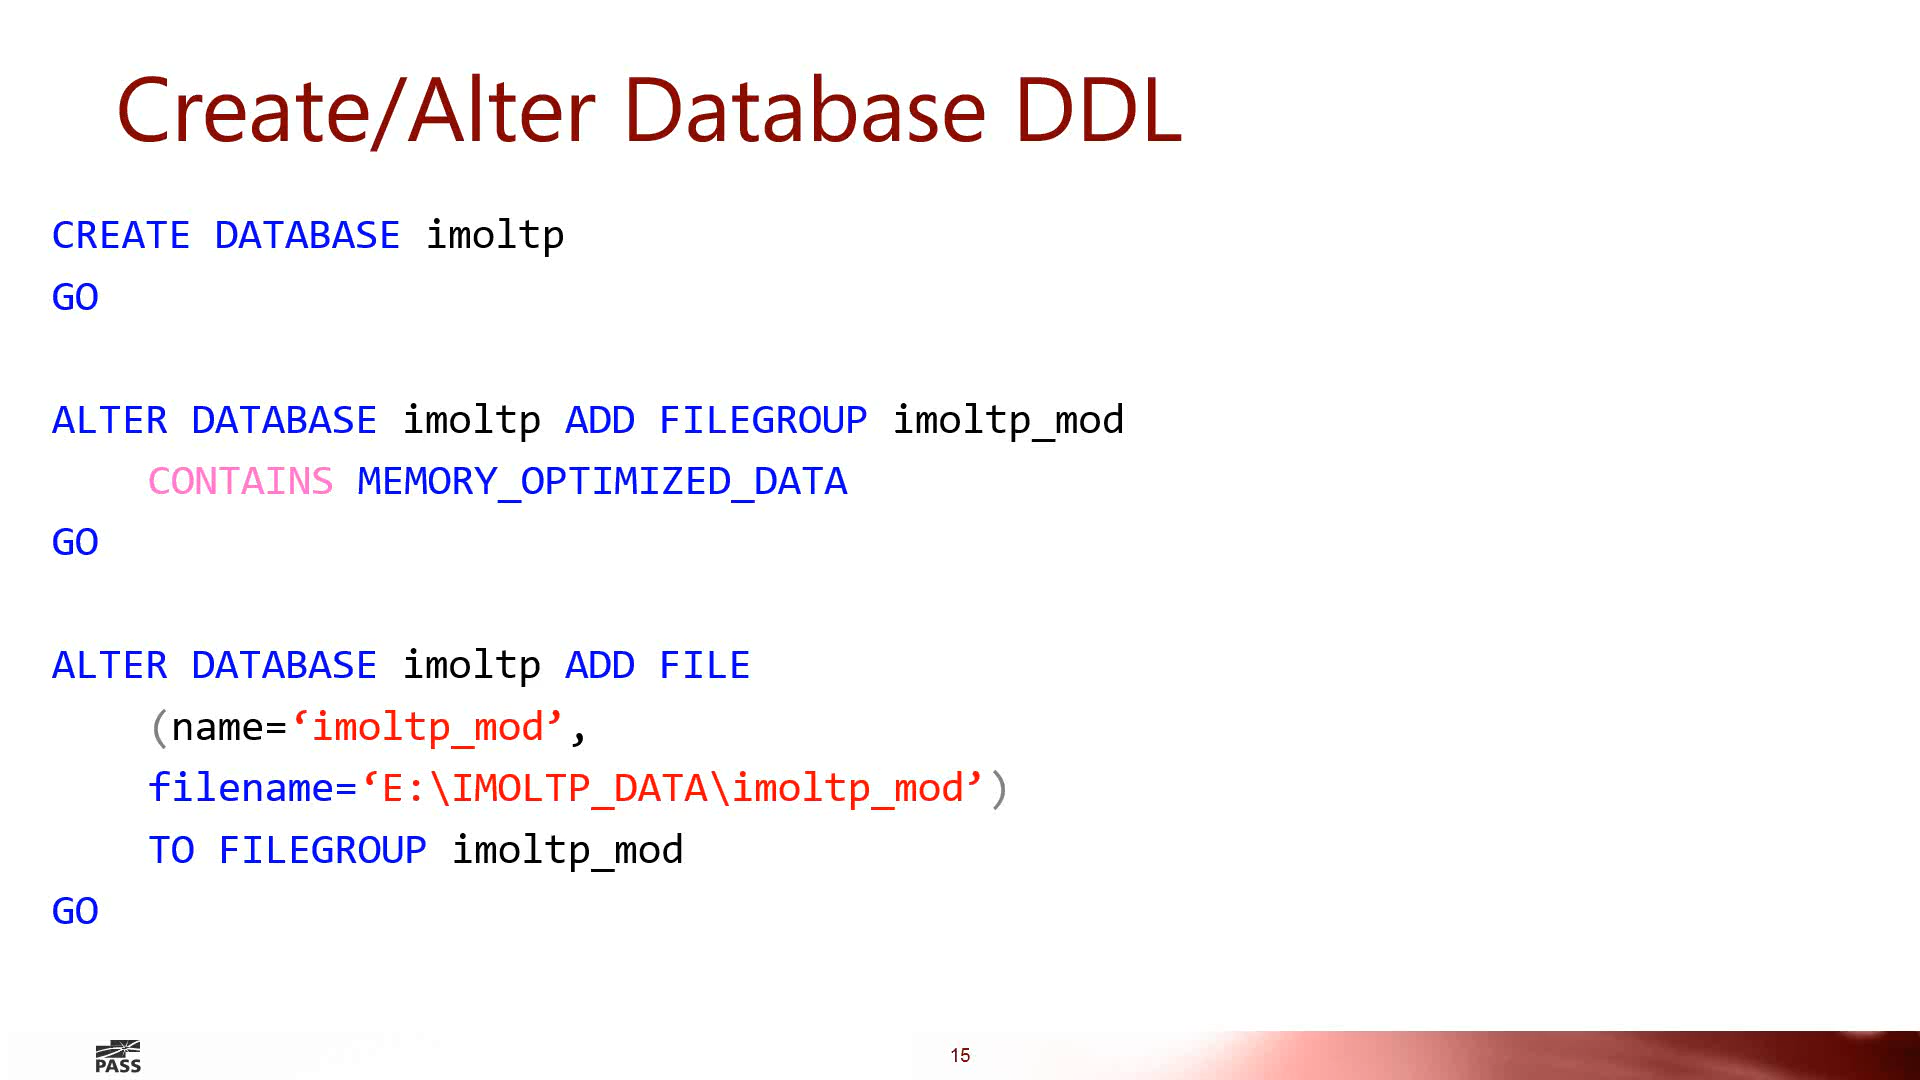 Create/Alter Database DDL
CREATE DATABASE imoltp
GO
ALTER DATABASE imoltp ADD FILEGROUP imoltp_mod
CONTAINS MEMORY_OPTIMIZED_DATA
GO
ALTER DATABASE imoltp ADD FILE
(name=‘imoltp_mod’,
filename=‘E:\IMOLTP_DATA\imoltp_mod’)
TO FILEGROUP imoltp_mod
GO
PASS
15